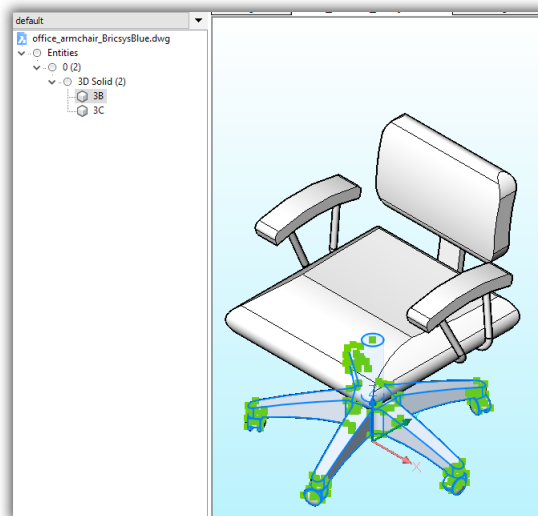 default
office_armchair_BricsysBlue.dwg
Entities
0 (2)
3D Solid (2)
3B
3C
X